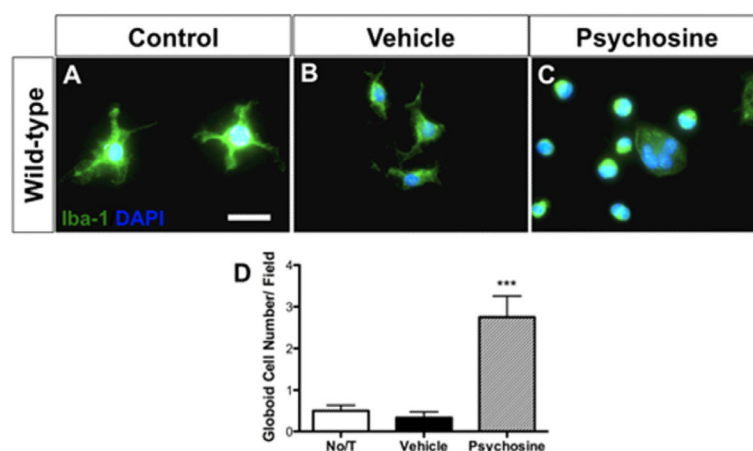 Control Vehicle Psychosine
A B C
Wild-type
Iba-1 DAPI
D
Globoid Cell Number/ Field
4
3
2
1
0
***
No/T Vehicle Psychosine